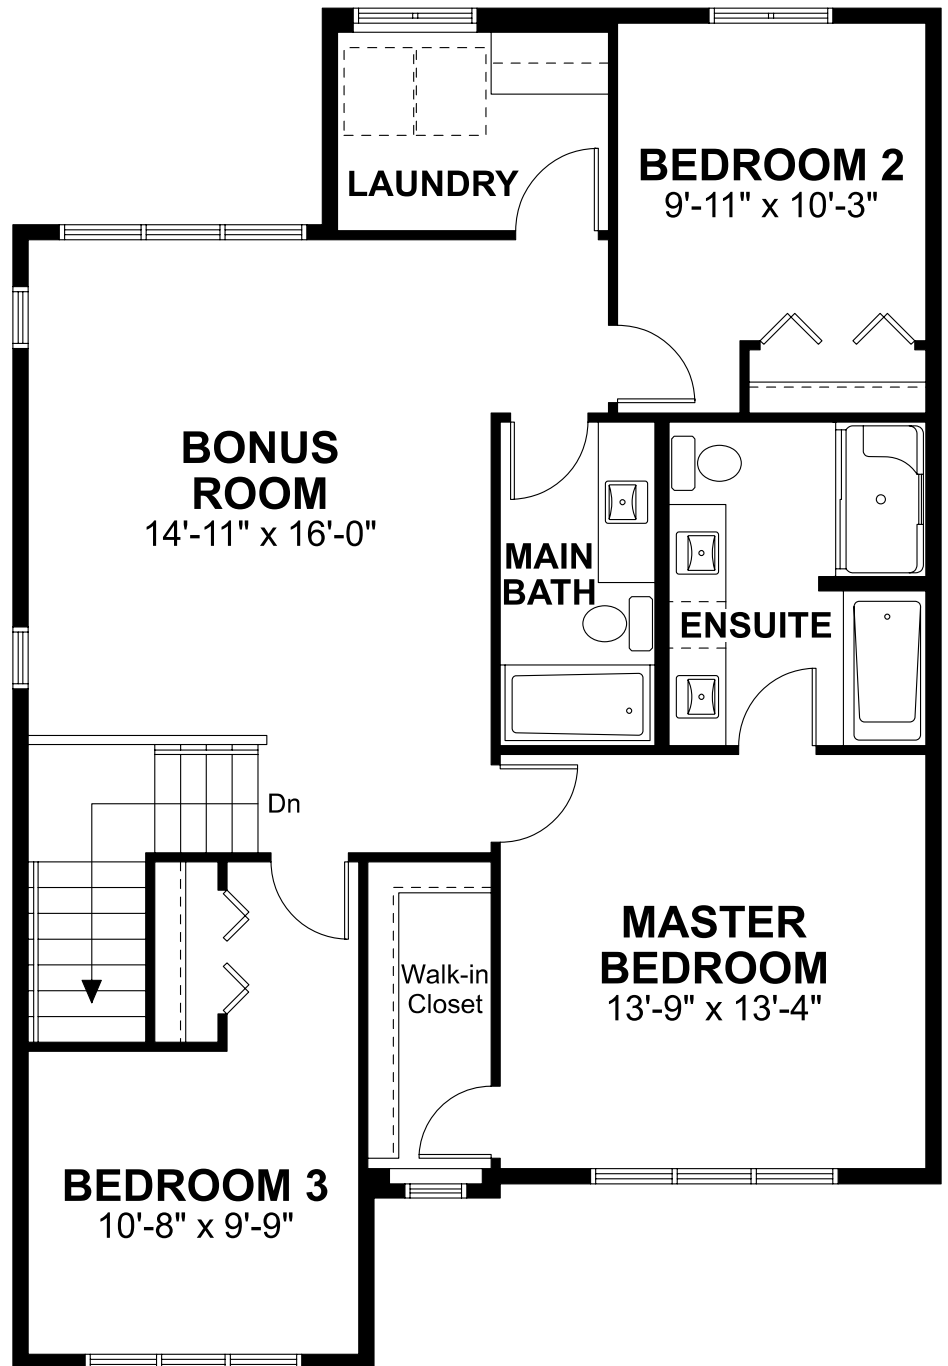 BEDROOM 2
9'-11" x 10'-3"
LAUNDRY
BONUS
ROOM
14'-11" x 16'-0"
MAIN
BATH
ENSUITE
Dn
MASTER
BEDROOM
13'-9" x 13'-4"
Walk-in
Closet
BEDROOM 3
10'-8" x 9'-9"